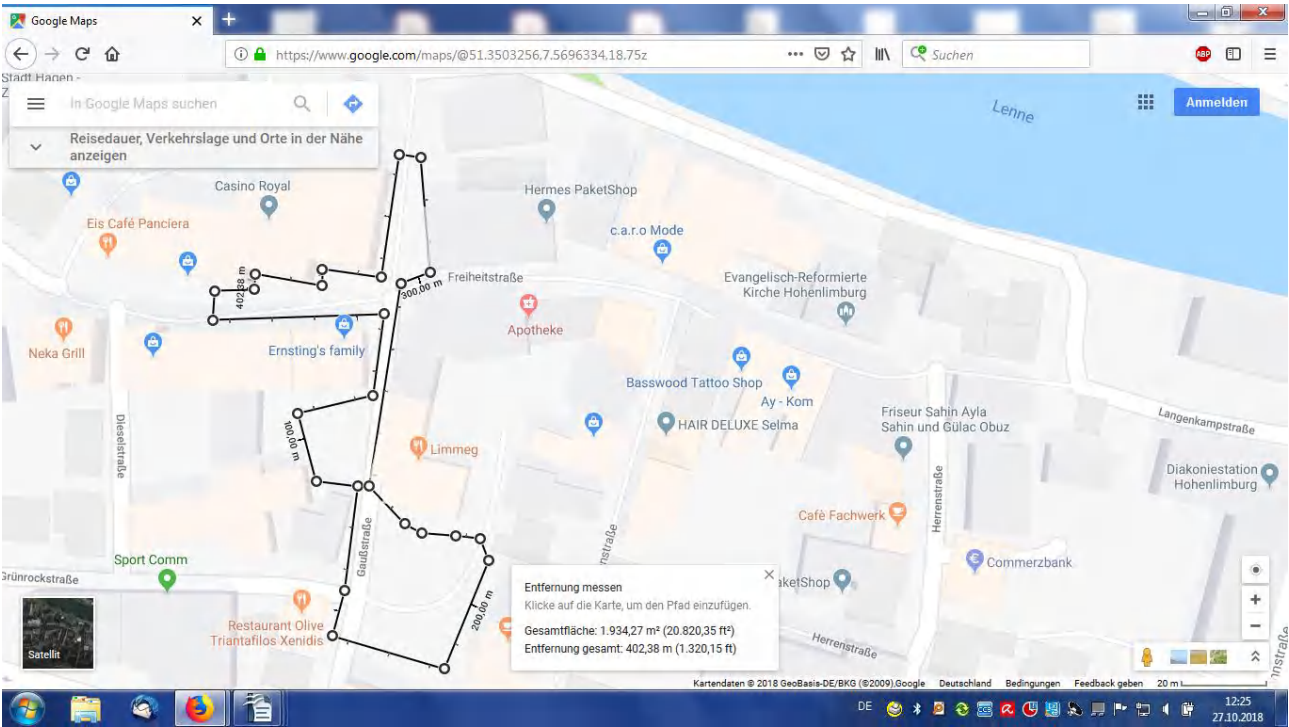 Google Maps
https://www.google.com/maps/@51.3503256,7.5696334,18.75z
Suchen
ABP
Stadt Hagen -
In Google Maps suchen
Reisedauer, Verkehrslage und Orte in der Nähe
anzeigen
Anmelden
Lenne
Casino Royal
Hermes PaketShop
Eis Café Panciera
c.a.r.o Mode
402,38 m
300,00 m
Freiheitstraße
Evangelisch-Reformierte
Kirche Hohenlimburg
Apotheke
Neka Grill
Ernsting's family
Basswood Tattoo Shop
Ay - Kom
Dieselstraße
100,00 m
HAIR DELUXE Selma
Friseur Sahin Ayla
Sahin und Gülac Obuz
Langenkampstraße
Limmeg
Diakoniestation
Hohenlimburg
Herrenstraße
Cafè Fachwerk
Gaußstraße
Sport Comm
nstraße
Commerzbank
Grünrockstraße
200,00 m
aketShop
Restaurant Olive
Triantafilos Xenidis
Herrenstraße
nstraße
Satellit
Entfernung messen
Klicke auf die Karte, um den Pfad einzufügen.
Gesamtfläche: 1.934,27 m² (20.820,35 ft²)
Entfernung gesamt: 402,38 m (1.320,15 ft)
Kartendaten © 2018 GeoBasis-DE/BKG (©2009),Google Deutschland Bedingungen Feedback geben 20 m
DE
12:25
27.10.2018